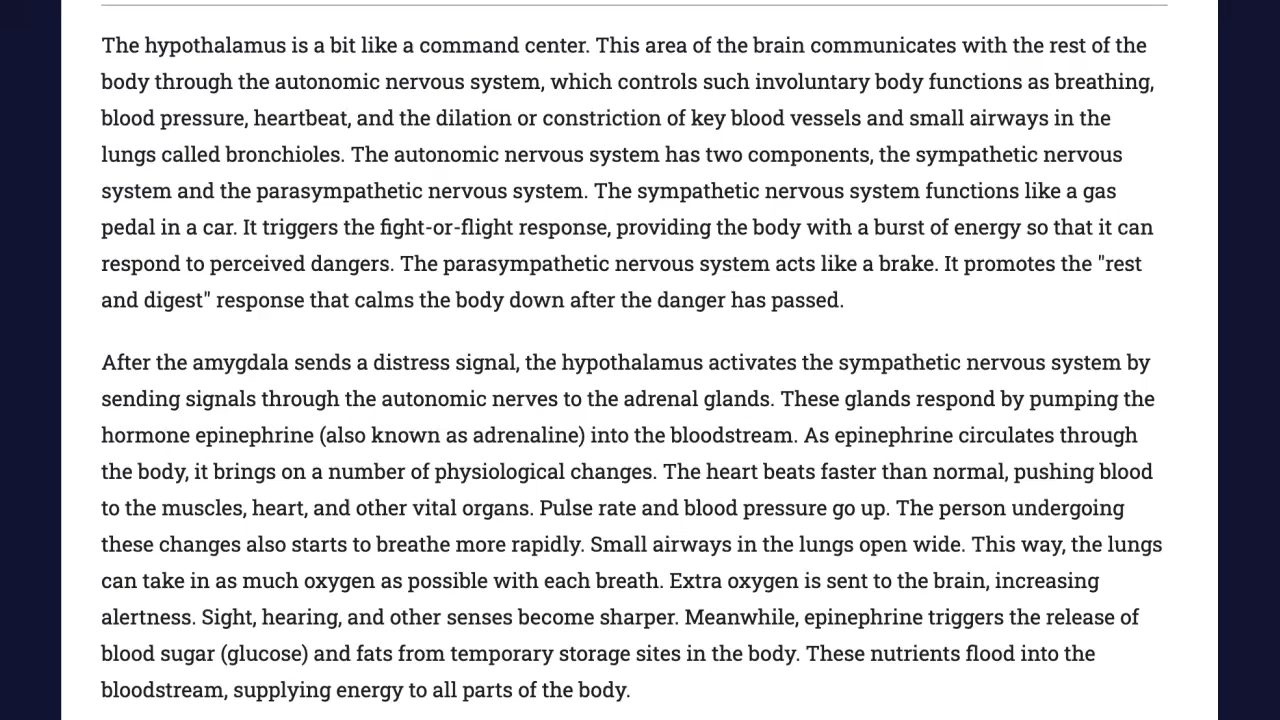 The hypothalamus is a bit like a command center. This area of the brain communicates with the rest of the
body through the autonomic nervous system, which controls such involuntary body functions as breathing,
blood pressure, heartbeat, and the dilation or constriction of key blood vessels and small airways in the
lungs called bronchioles. The autonomic nervous system has two components, the sympathetic nervous
system and the parasympathetic nervous system. The sympathetic nervous system functions like a gas
pedal in a car. It triggers the fight-or-flight response, providing the body with a burst of energy so that it can
respond to perceived dangers. The parasympathetic nervous system acts like a brake. It promotes the "rest
and digest" response that calms the body down after the danger has passed.
After the amygdala sends a distress signal, the hypothalamus activates the sympathetic nervous system by
sending signals through the autonomic nerves to the adrenal glands. These glands respond by pumping the
hormone epinephrine (also known as adrenaline) into the bloodstream. As epinephrine circulates through
the body, it brings on a number of physiological changes. The heart beats faster than normal, pushing blood
to the muscles, heart, and other vital organs. Pulse rate and blood pressure go up. The person undergoing
these changes also starts to breathe more rapidly. Small airways in the lungs open wide. This way, the lungs
can take in as much oxygen as possible with each breath. Extra oxygen is sent to the brain, increasing
alertness. Sight, hearing, and other senses become sharper. Meanwhile, epinephrine triggers the release of
blood sugar (glucose) and fats from temporary storage sites in the body. These nutrients flood into the
bloodstream, supplying energy to all parts of the body.